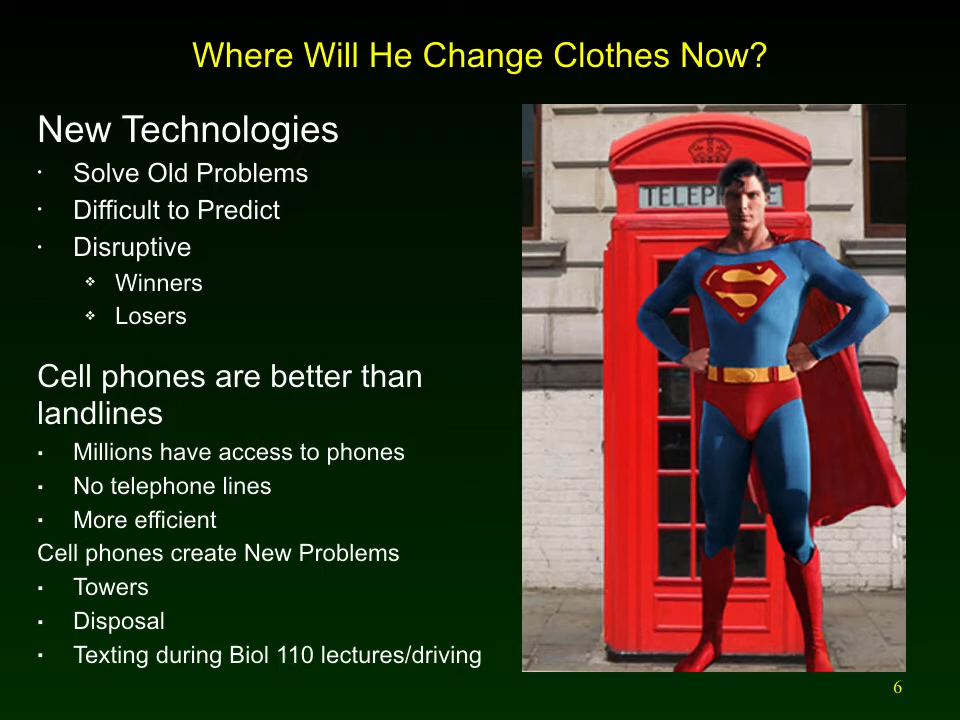 Where Will He Change Clothes Now?
New Technologies
• Solve Old Problems
• Difficult to Predict
• Disruptive
❖ Winners
❖ Losers
Cell phones are better than
landlines
▪ Millions have access to phones
▪ No telephone lines
▪ More efficient
Cell phones create New Problems
▪ Towers
▪ Disposal
▪ Texting during Biol 110 lectures/driving
S
6